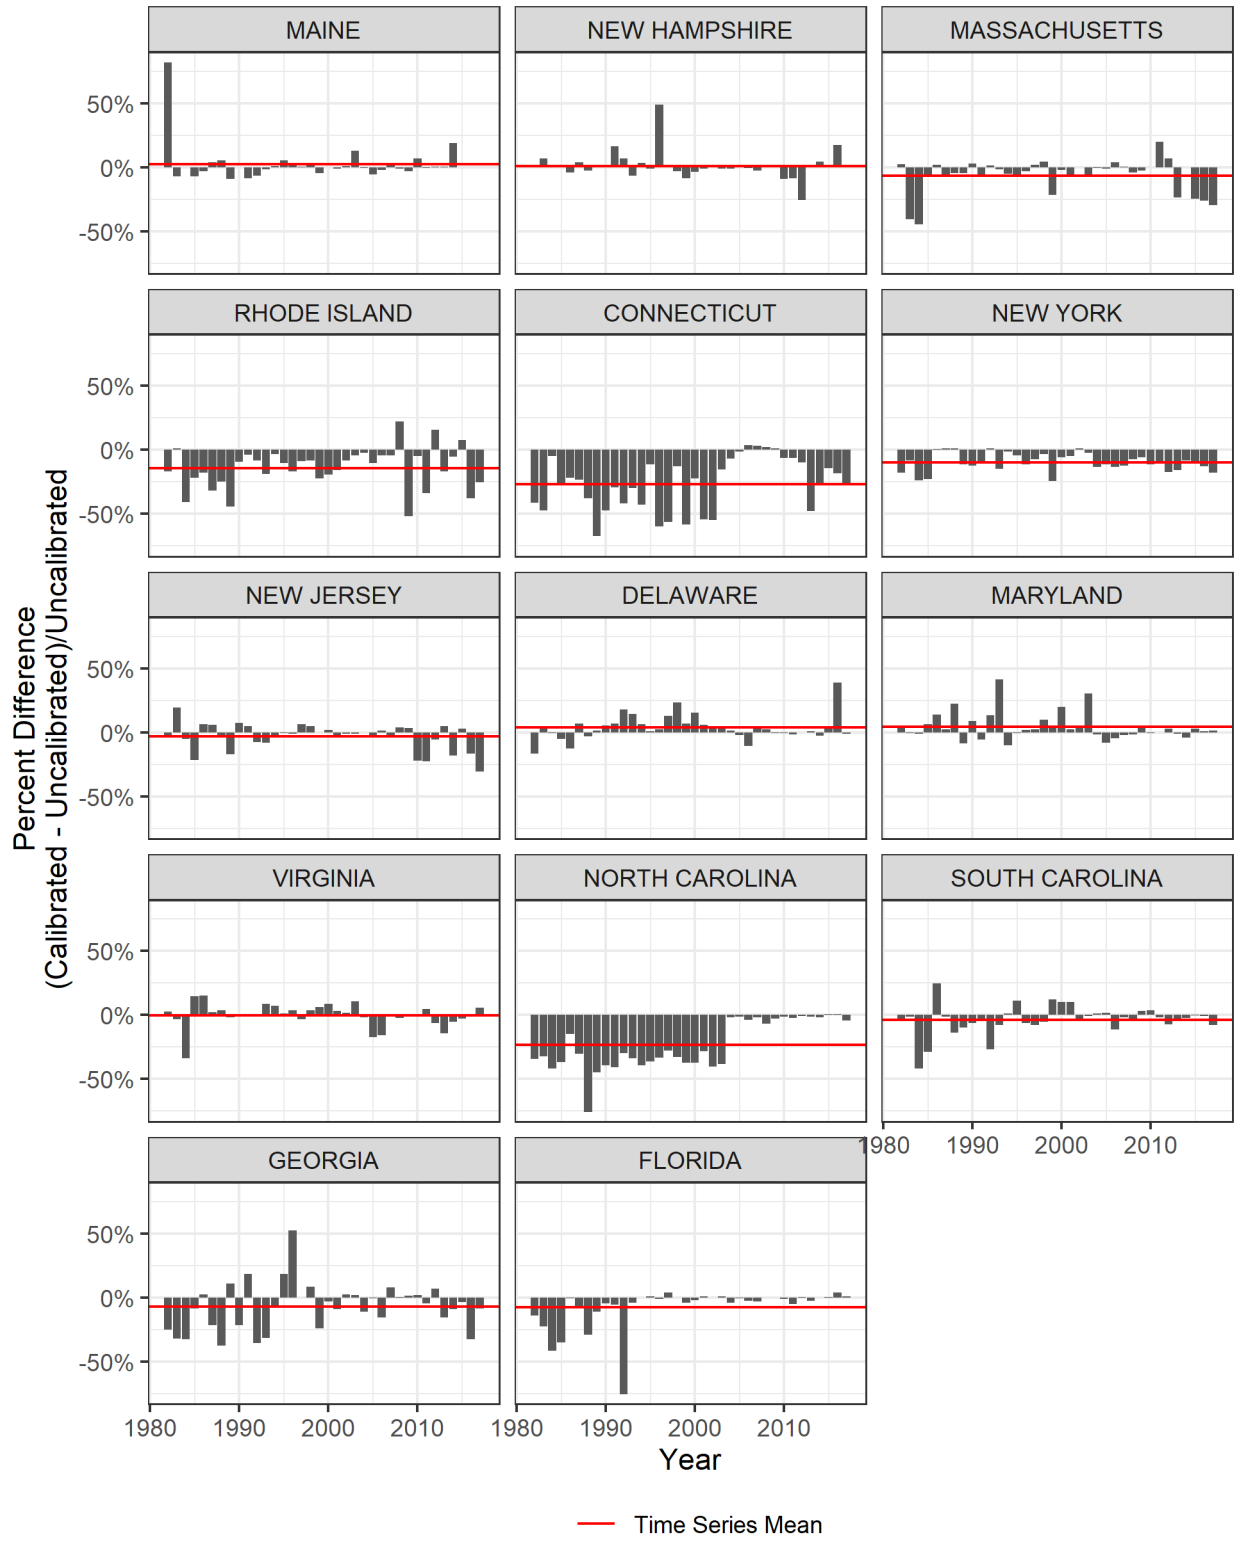 MAINE
NEW HAMPSHIRE
MASSACHUSETTS
50%
0%
-50%
RHODE ISLAND
CONNECTICUT
NEW YORK
50%
0%
-50%
NEW JERSEY
DELAWARE
MARYLAND
50%
0%
-50%
Percent Difference
(Calibrated - Uncalibrated)/Uncalibrated
VIRGINIA
NORTH CAROLINA
SOUTH CAROLINA
50%
0%
-50%
1980 1990 2000 2010
GEORGIA
FLORIDA
50%
0%
-50%
1980 1990 2000 2010
1980 1990 2000 2010
Year
Time Series Mean